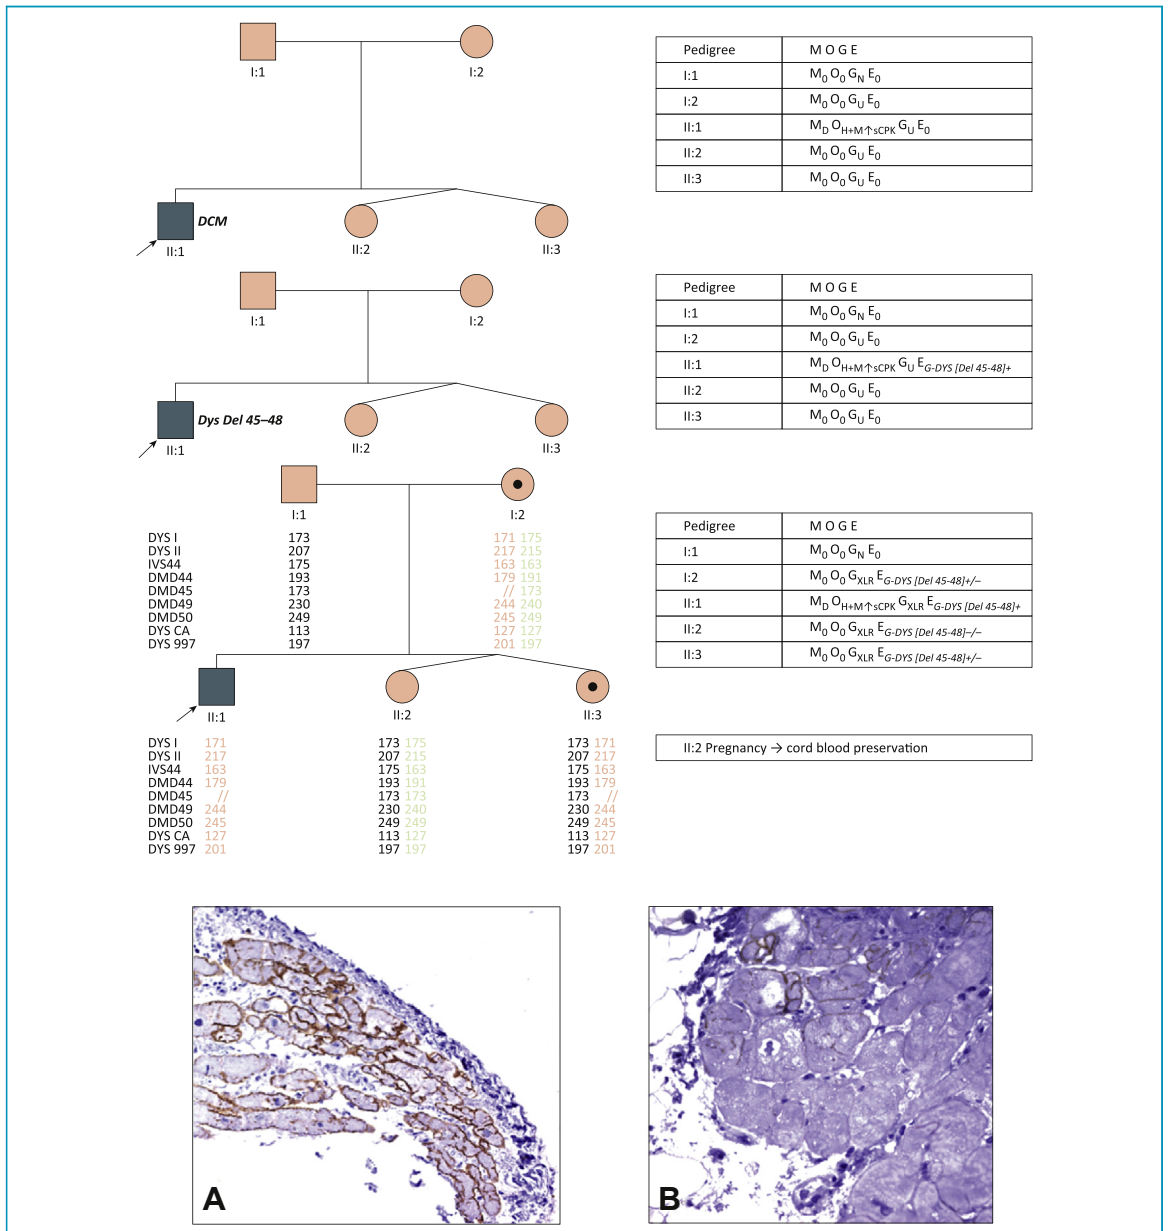 I:1
I:2
DCM
II:1
II:2
II:3
Pedigree M O G E
I:1 M0 O0 GN E0
I:2 M0 O0 GU E0
II:1 MD OH+M↑sCPK GU E0
II:2 M0 O0 GU E0
II:3 M0 O0 GU E0
I:1
I:2
Dys Del 45–48
II:1
II:2
II:3
Pedigree M O G E
I:1 M0 O0 GN E0
I:2 M0 O0 GU E0
II:1 MD OH+M↑sCPK GU EG-DYS [Del 45-48]+
II:2 M0 O0 GU E0
II:3 M0 O0 GU E0
I:1
I:2
DYS I 173 171 175
DYS II 207 217 215
IVS44 175 163 163
DMD44 193 179 191
DMD45 173 // 173
DMD49 230 244 240
DMD50 249 245 249
DYS CA 113 127 127
DYS 997 197 201 197
Pedigree M O G E
I:1 M0 O0 GN E0
I:2 M0 O0 GXLR EG-DYS [Del 45-48]+/–
II:1 MD OH+M↑sCPK GXLR EG-DYS [Del 45-48]+
II:2 M0 O0 GXLR EG-DYS [Del 45-48]–/–
II:3 M0 O0 GXLR EG-DYS [Del 45-48]+/–
II:1
II:2
II:3
II:2 Pregnancy → cord blood preservation
DYS I 171 173 175 173 171
DYS II 217 207 215 207 217
IVS44 163 175 163 175 163
DMD44 179 193 191 193 179
DMD45 // 173 173 173 //
DMD49 244 230 240 230 244
DMD50 245 249 249 249 245
DYS CA 127 113 127 113 127
DYS 997 201 197 197 197 201
A
B